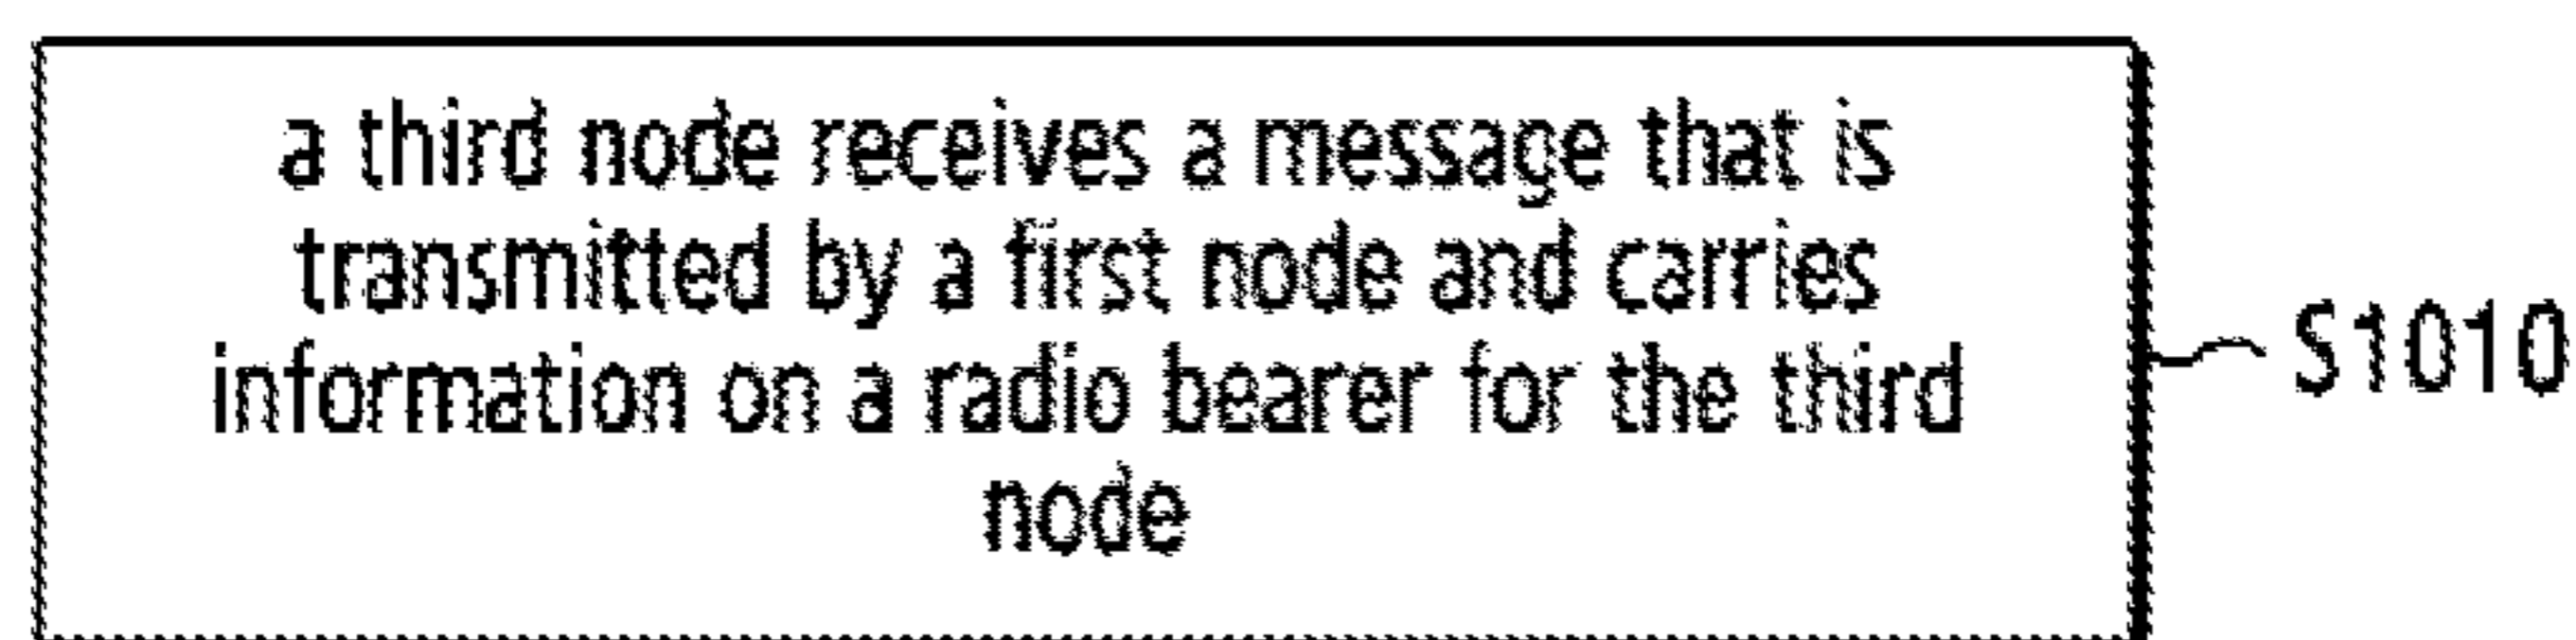 a third node receives a message that is
transmitted by a first node and carries
information on a radio bearer for the third
node
S1010